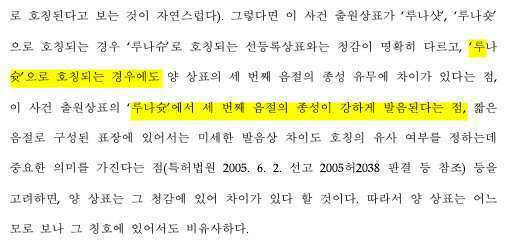 로 호칭된다고 보는 것이 자연스럽다). 그렇다면 이 사건 출원상표가 '루나샷', '루나숏'
으로 호칭되는 경우 '루나슈'로 호칭되는 선등록상표와는 청감이 명확히 다르고, '루나
슛'으로 호칭되는 경우에도 양 상표의 세 번째 음절의 종성 유무에 차이가 있다는 점,
이 사건 출원상표의 '루나슛'에서 세 번째 음절의 종성이 강하게 발음된다는 점, 짧은
음절로 구성된 표장에 있어서는 미세한 발음상 차이도 호칭의 유사 여부를 정하는데
중요한 의미를 가진다는 점(특허법원 2005. 6. 2. 선고 2005허2038 판결 등 참조) 등을
고려하면, 양 상표는 그 청감에 있어 차이가 있다 할 것이다. 따라서 양 상표는 어느
모로 보나 그 칭호에 있어서도 비유사하다.